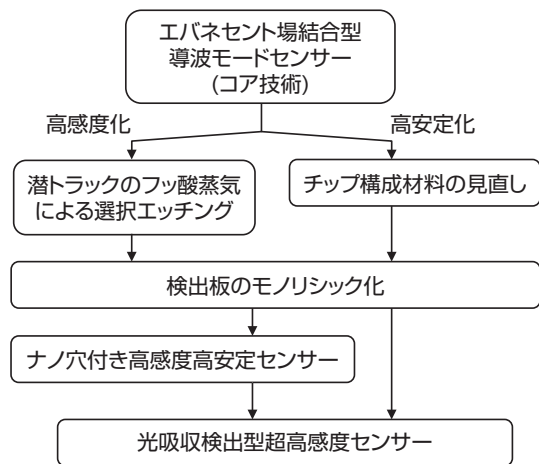 エバネセント場結合型
導波モードセンサー
(コア技術)
高感度化
高安定化
潜トラックのフッ酸蒸気
による選択エッチング
チップ構成材料の見直し
検出板のモノリシック化
ナノ穴付き高感度高安定センサー
光吸収検出型超高感度センサー